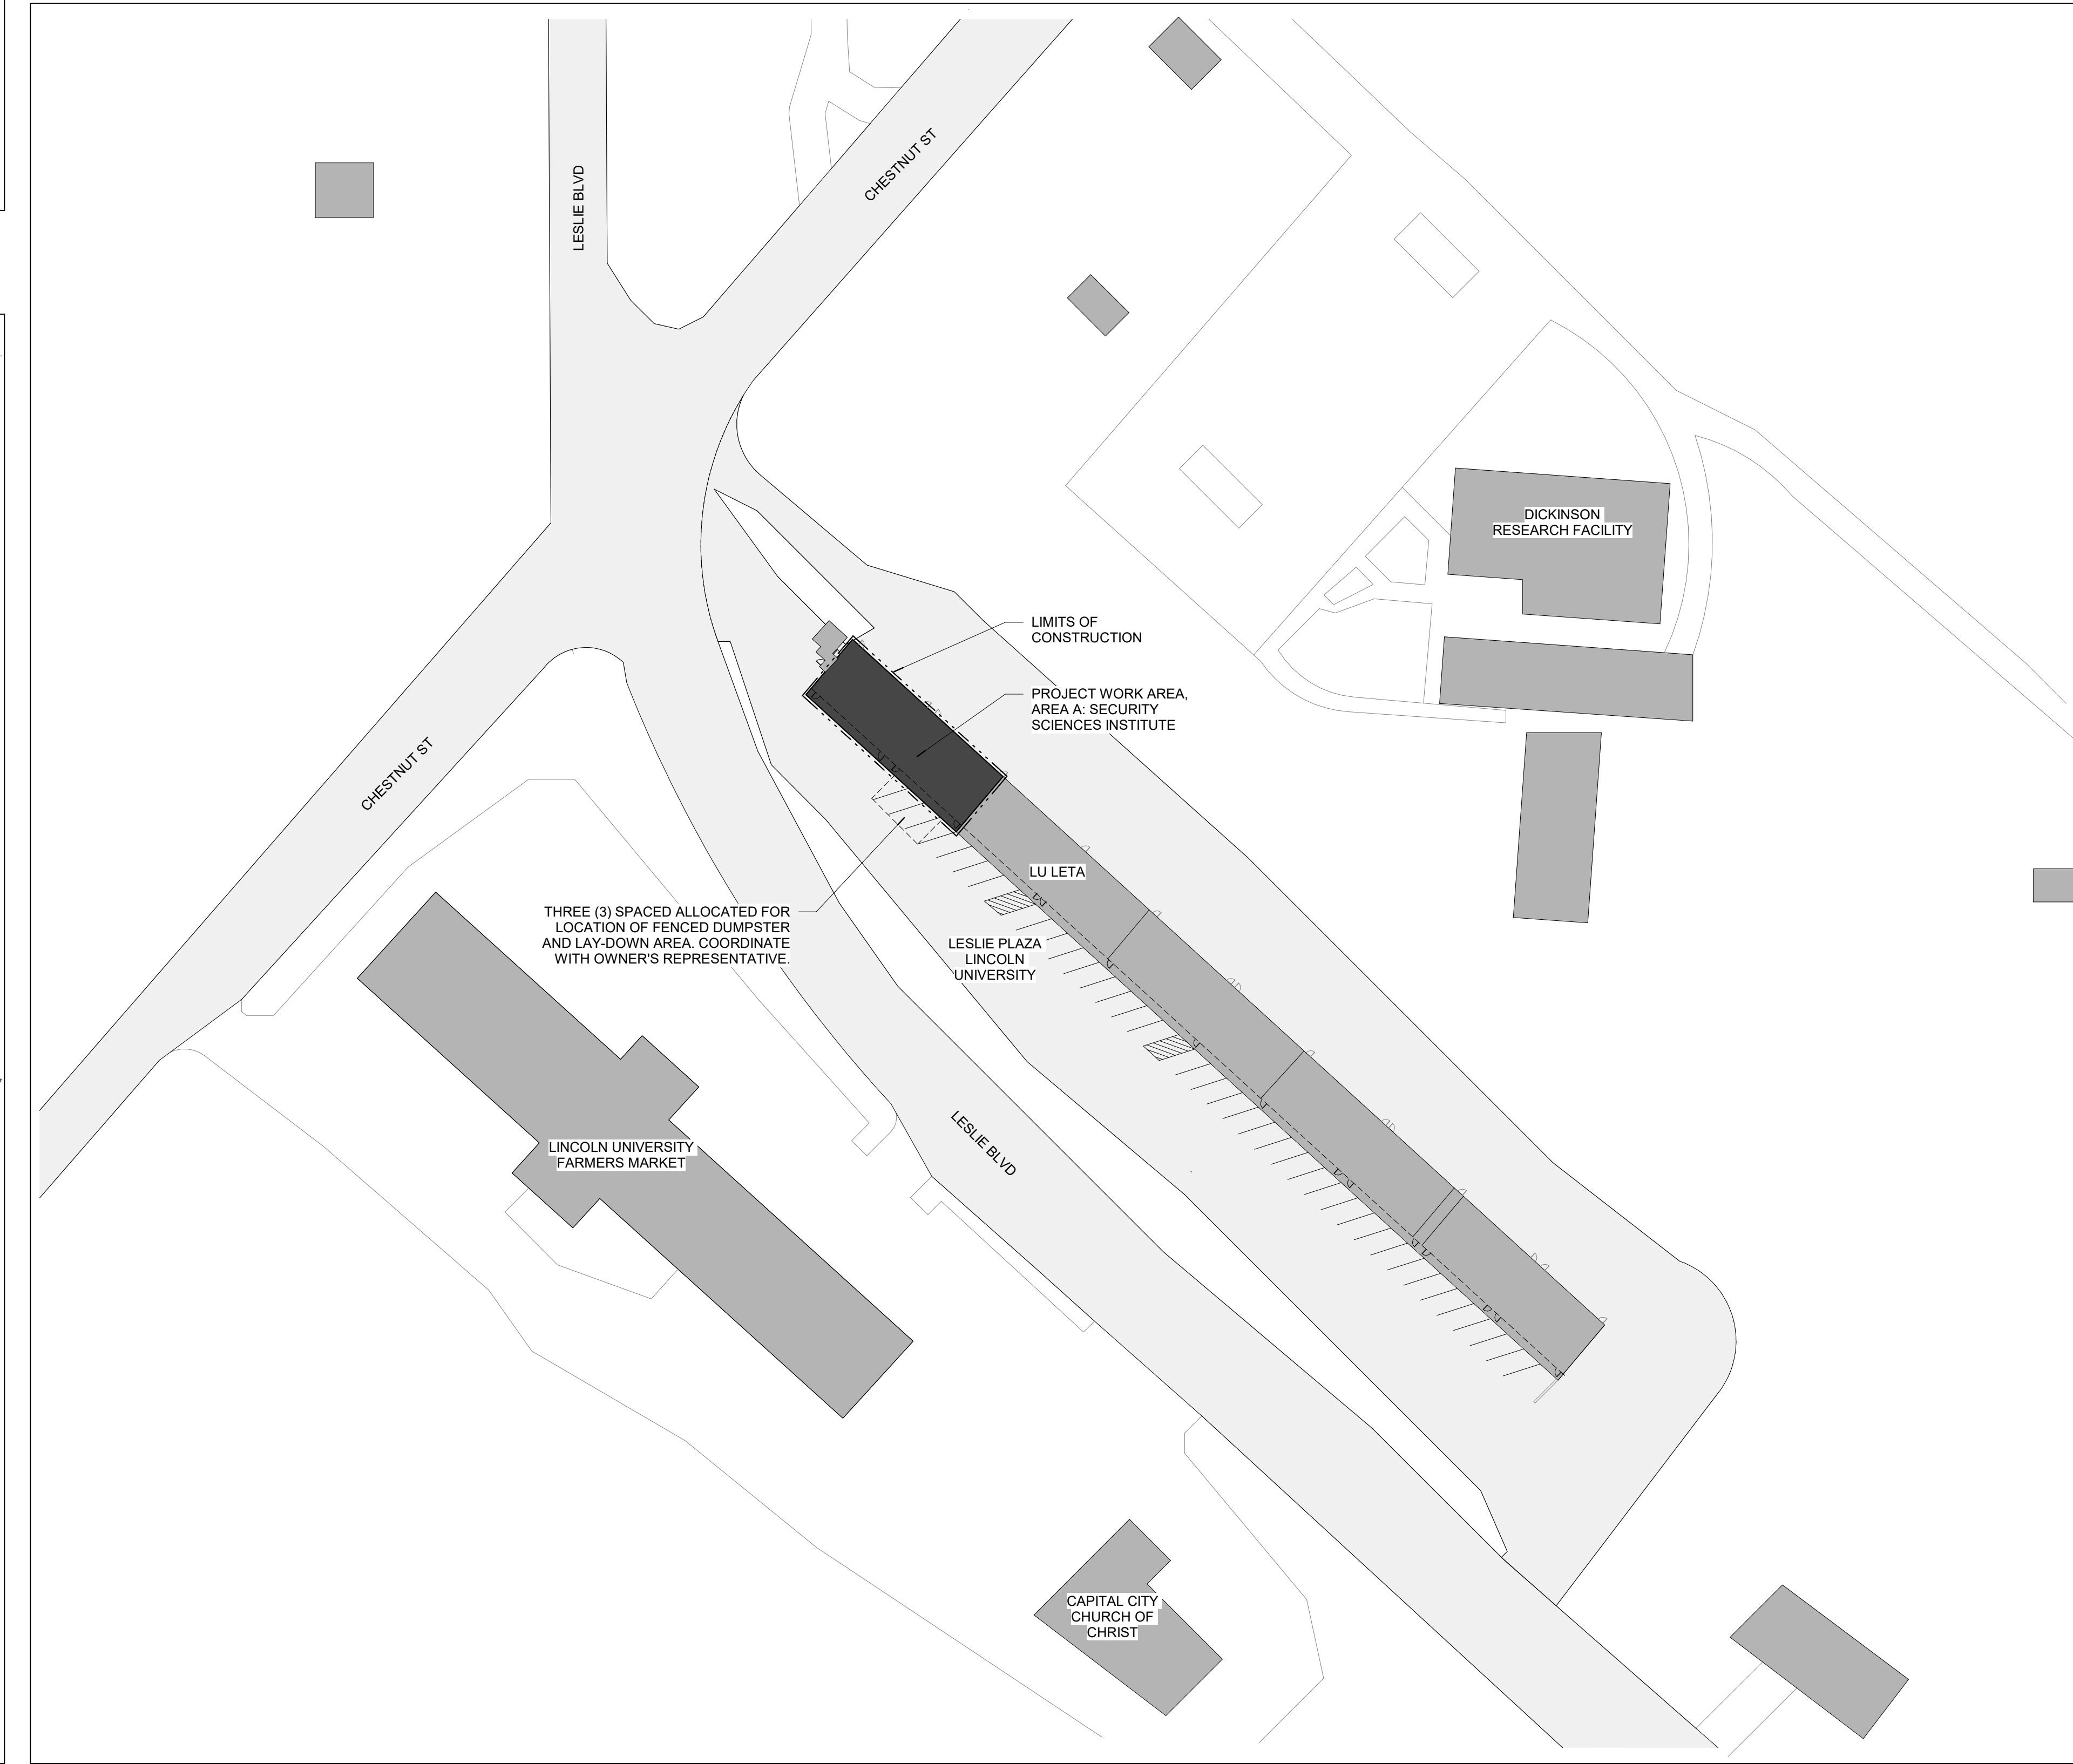 LESLIE BLVD
CHESTNUT ST
DICKINSON
RESEARCH FACILITY
LIMITS OF
CONSTRUCTION
PROJECT WORK AREA,
AREA A: SECURITY
SCIENCES INSTITUTE
CHESTNUT ST
LU LETA
THREE (3) SPACED ALLOCATED FOR
LOCATION OF FENCED DUMPSTER
AND LAY-DOWN AREA. COORDINATE
WITH OWNER'S REPRESENTATIVE.
LESLIE PLAZA
LINCOLN
UNIVERSITY
LESLIE BLVD
LINCOLN UNIVERSITY
FARMERS MARKET
CAPITAL CITY
CHURCH OF
CHRIST